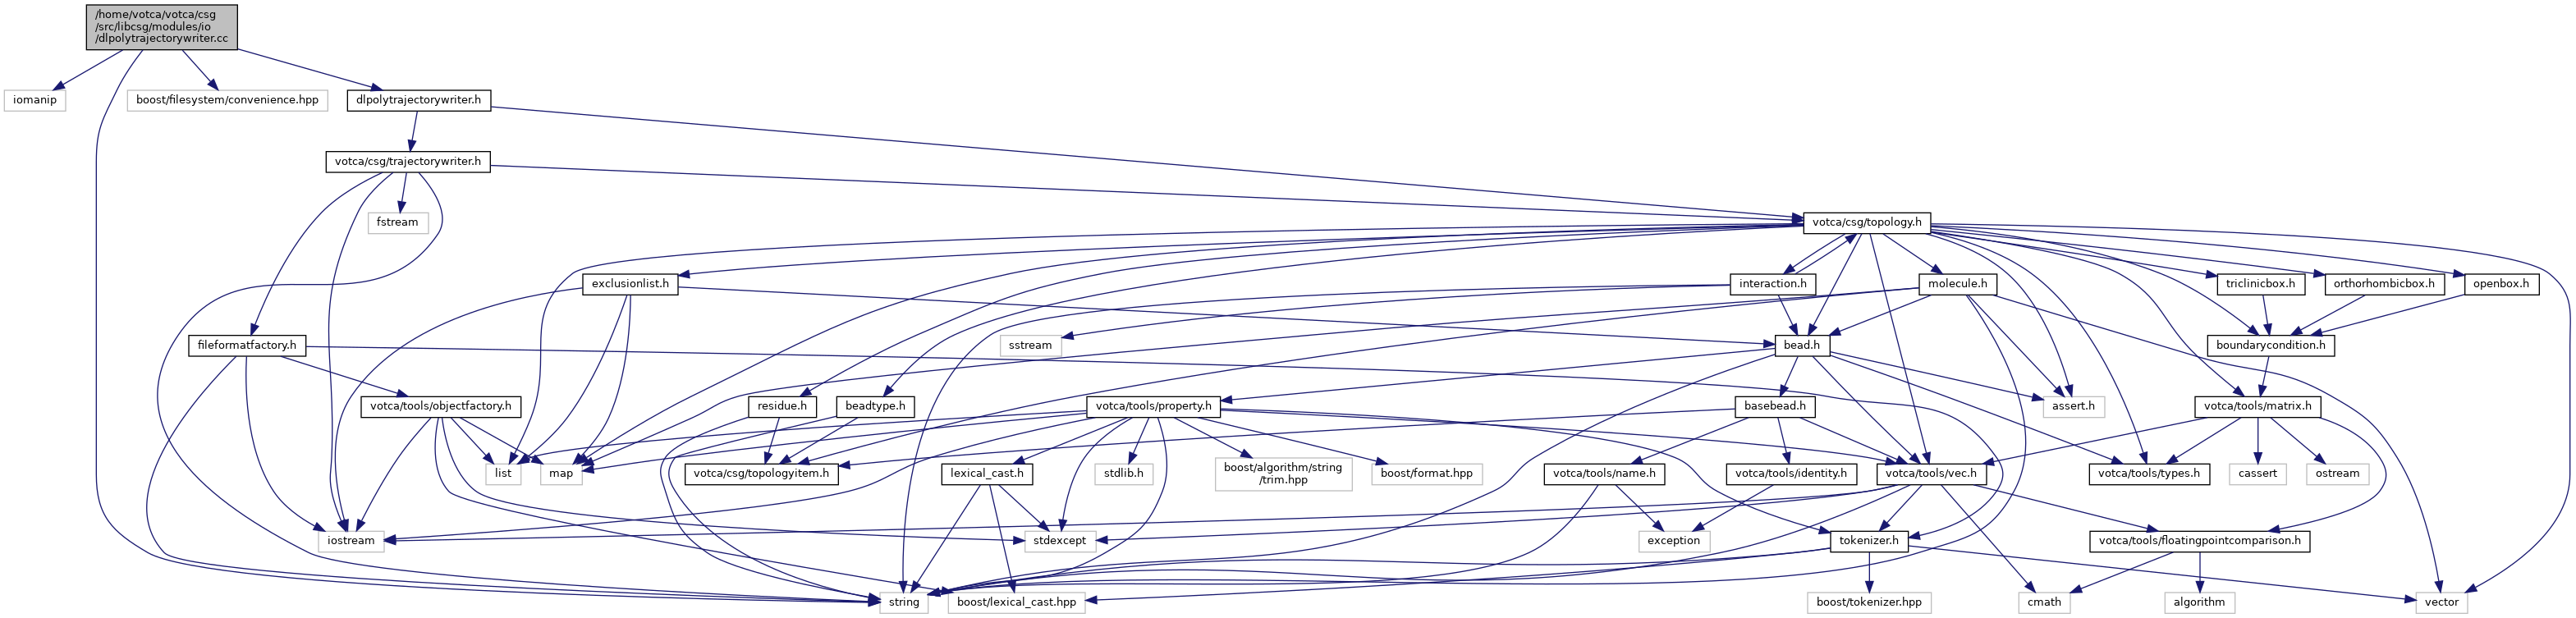 /home/votca/votca/csg
/src/libcsg/modules/io
/dlpolytrajectorywriter.cc
iomanip
boost/filesystem/convenience.hpp
dlpolytrajectorywriter.h
votca/csg/trajectorywriter.h
fstream
votca/csg/topology.h
exclusionlist.h
interaction.h
molecule.h
triclinicbox.h
orthorhombicbox.h
openbox.h
fileformatfactory.h
sstream
bead.h
boundarycondition.h
votca/tools/objectfactory.h
residue.h
beadtype.h
votca/tools/property.h
basebead.h
assert.h
votca/tools/matrix.h
list
map
votca/csg/topologyitem.h
lexical_cast.h
stdlib.h
boost/algorithm/string
/trim.hpp
boost/format.hpp
votca/tools/name.h
votca/tools/identity.h
votca/tools/vec.h
votca/tools/types.h
cassert
ostream
iostream
stdexcept
exception
tokenizer.h
votca/tools/floatingpointcomparison.h
string
boost/lexical_cast.hpp
boost/tokenizer.hpp
cmath
algorithm
vector